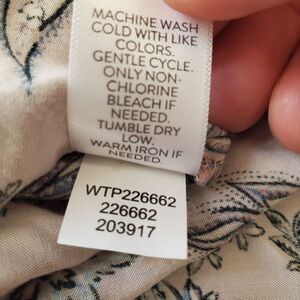 MACHINE WASH
COLD WITH LIKE
COLORS.
GENTLE CYCLE.
ONLY NON-
CHLORINE
BLEACH IF
NEEDED.
TUMBLE DRY
LOW.
WARM IRON IF
NEEDED.
WTP226662
226662
203917